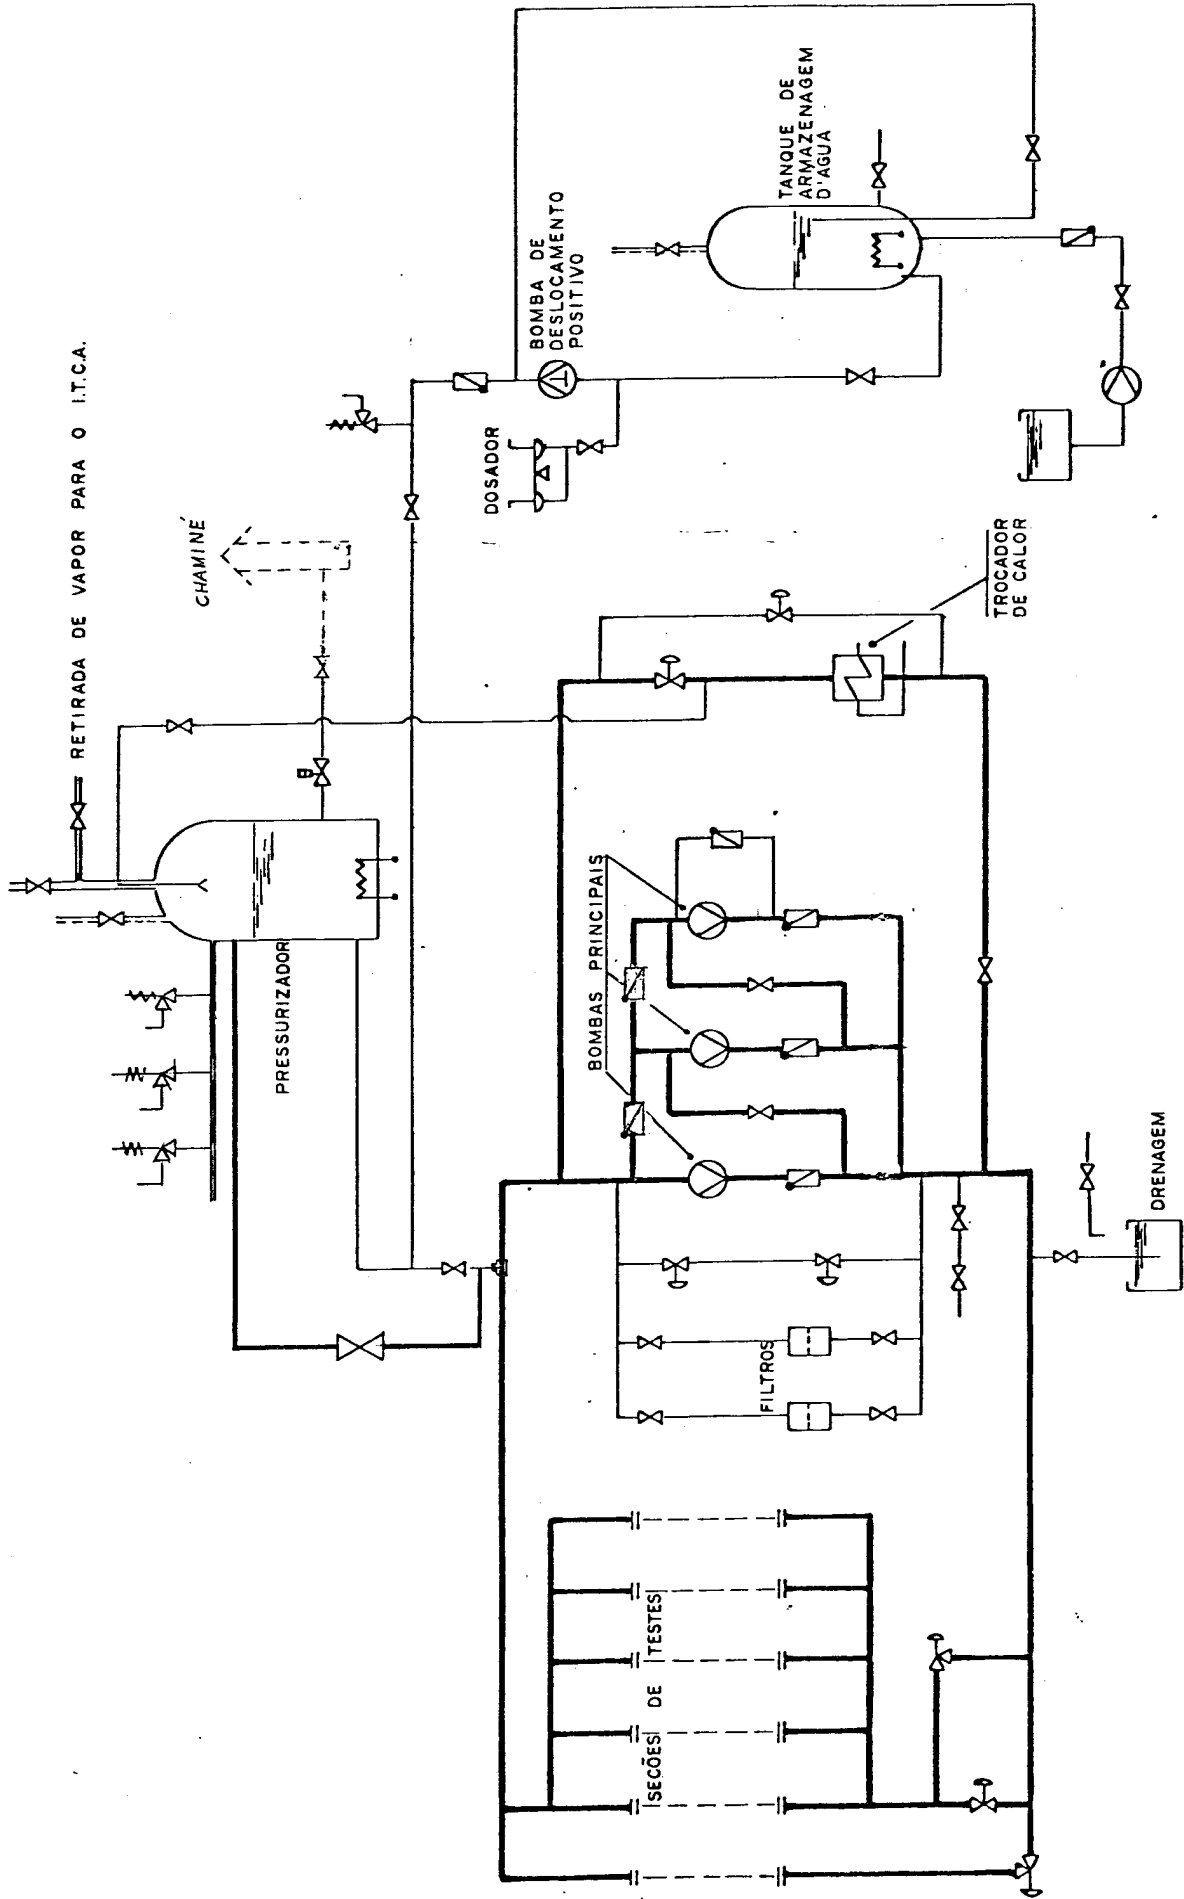 RETIRADA DE VAPOR PARA O I.T.C.A.
CHAMINÉ
PRESSURIZADOR
BOMBA DE
DESLOCAMENTO
POSITIVO
TANQUE DE
ARMAZENAGEM
D'AGUA
DOSADOR
TROCADOR
DE CALOR
BOMBAS PRINCIPAIS
FILTROS
SECÕES DE TESTES
DRENAGEM